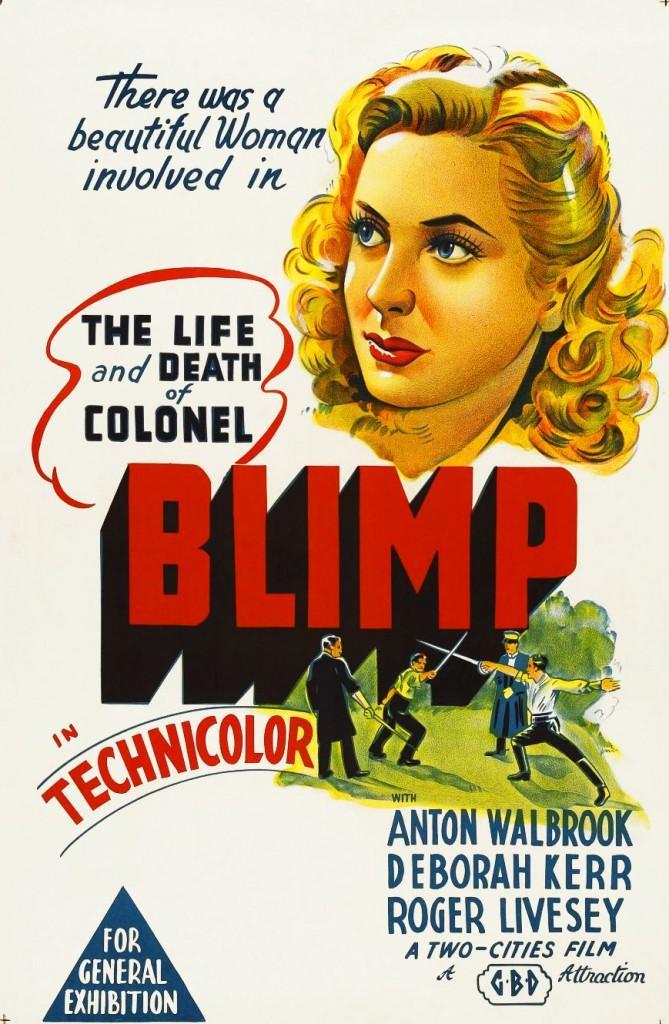 There was a
beautiful Woman
involved in
THE LIFE
and DEATH
of
COLONEL
BLIMP
IN
TECHNICOLOR
WITH
ANTON WALBROOK
DEBORAH KERR
ROGER LIVESEY
A TWO-CITIES FILM
A G·B·D Attraction
FOR
GENERAL
EXHIBITION